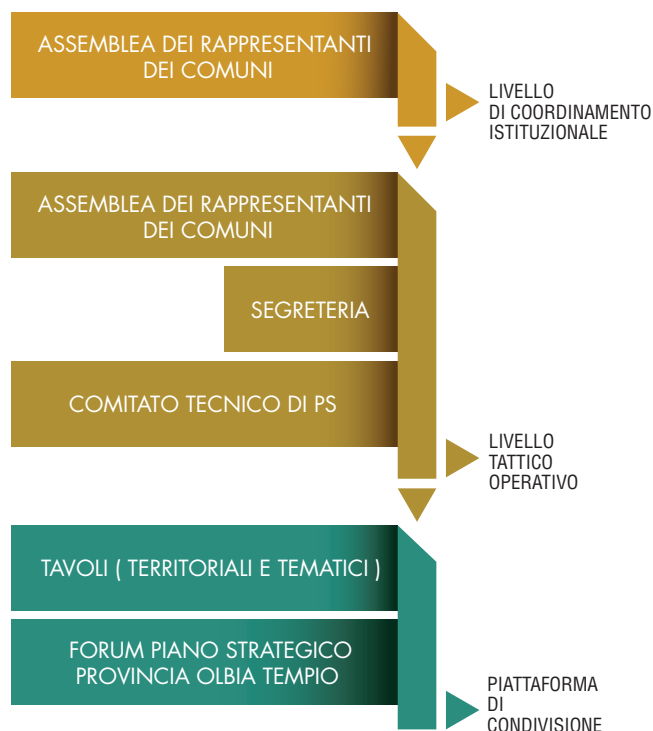 ASSEMBLEA DEI RAPPRESENTANTI
DEI COMUNI
LIVELLO
DI COORDINAMENTO
ISTITUZIONALE
ASSEMBLEA DEI RAPPRESENTANTI
DEI COMUNI
SEGRETERIA
COMITATO TECNICO DI PS
LIVELLO
TATTICO
OPERATIVO
TAVOLI ( TERRITORIALI E TEMATICI )
FORUM PIANO STRATEGICO
PROVINCIA OLBIA TEMPIO
PIATTAFORMA
DI
CONDIVISIONE